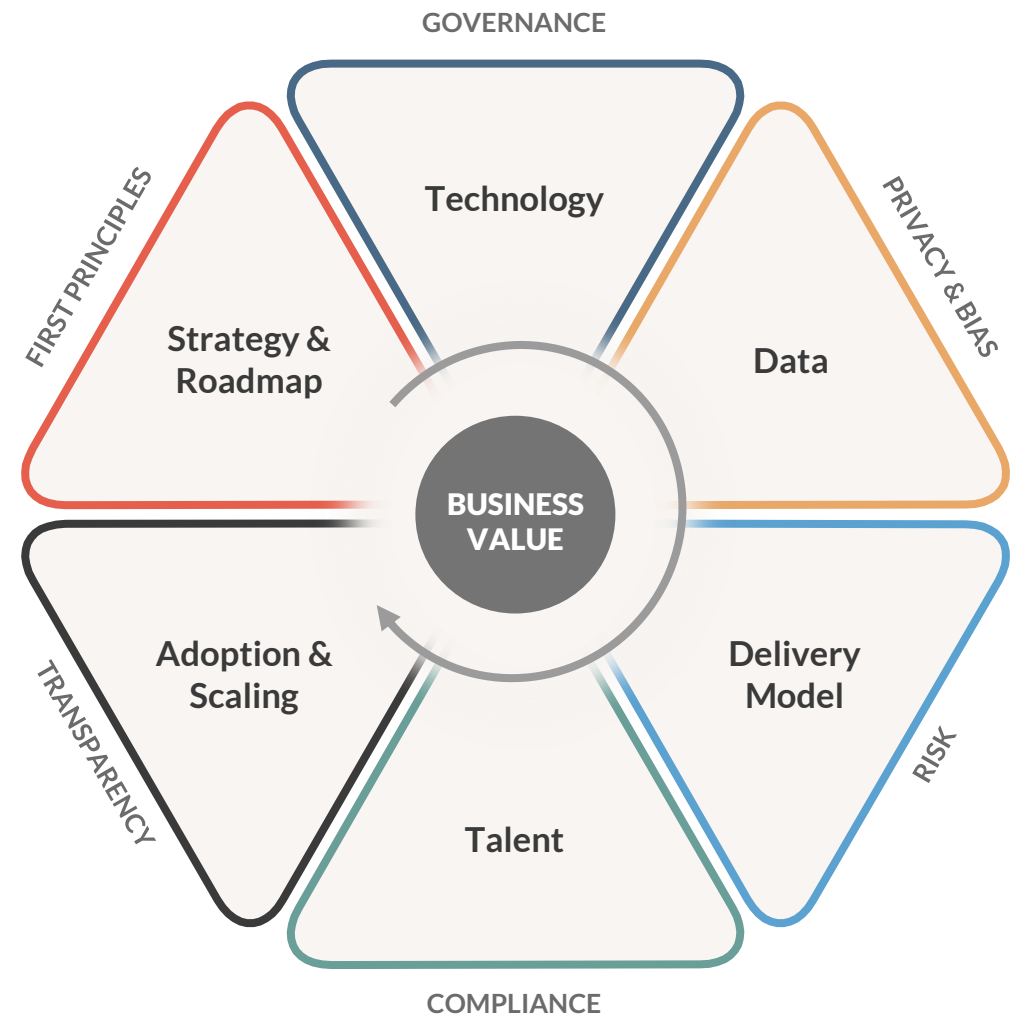 GOVERNANCE
FIRST PRINCIPLES
PRIVACY & BIAS
Technology
Strategy &
Roadmap
Data
BUSINESS
VALUE
Adoption &
Scaling
Delivery
Model
TRANSPARENCY
RISK
Talent
COMPLIANCE